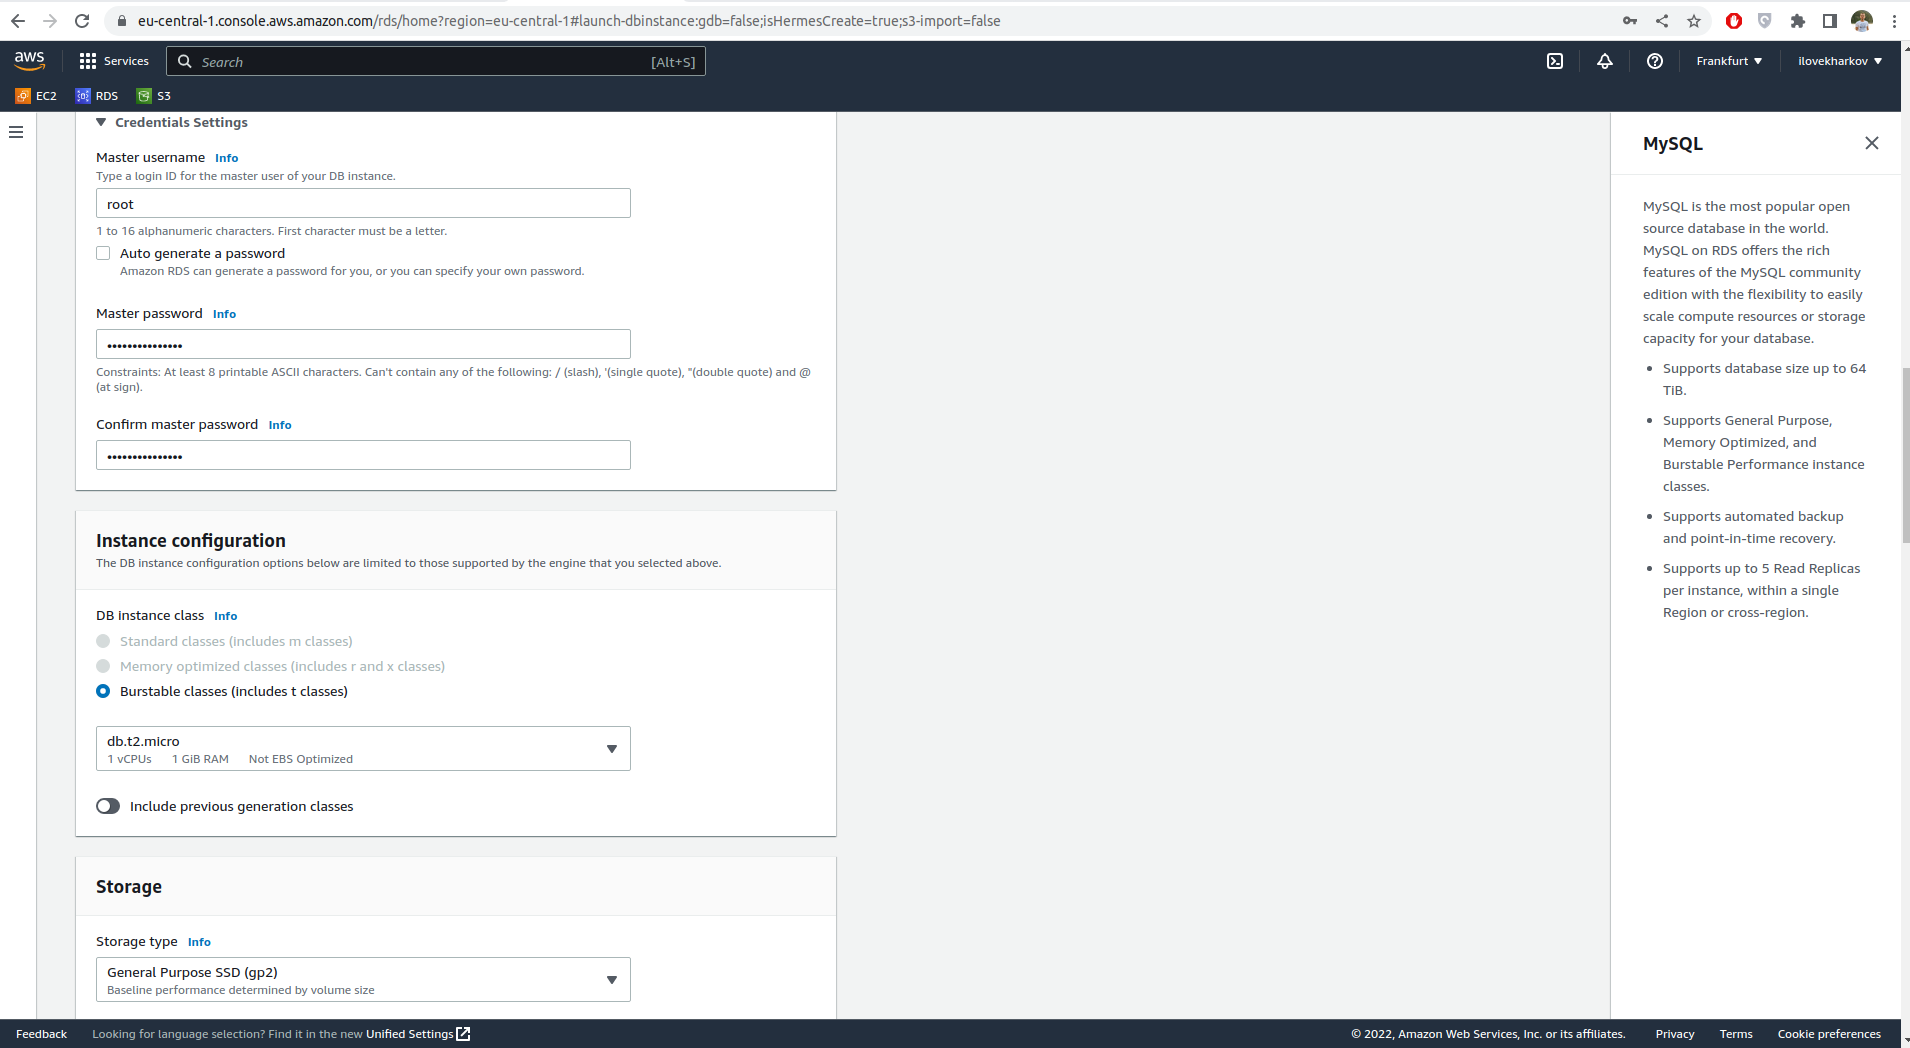 eu-central-1.console.aws.amazon.com/rds/home?region=eu-central-1#launch-dbinstance:gdb=false;isHermesCreate=true;s3-import=false
aws
Services
Search
[Alt+S]
Frankfurt
ilovekharkov
EC2
RDS
S3
Credentials Settings
Master username Info
Type a login ID for the master user of your DB instance.
root
1 to 16 alphanumeric characters. First character must be a letter.
Auto generate a password
Amazon RDS can generate a password for you, or you can specify your own password.
Master password Info
•••••••••••••••
Constraints: At least 8 printable ASCII characters. Can't contain any of the following: / (slash), '(single quote), "(double quote) and @
(at sign).
Confirm master password Info
•••••••••••••••
Instance configuration
The DB instance configuration options below are limited to those supported by the engine that you selected above.
DB instance class Info
Standard classes (includes m classes)
Memory optimized classes (includes r and x classes)
Burstable classes (includes t classes)
db.t2.micro
1 vCPUs 1 GiB RAM Not EBS Optimized
Include previous generation classes
Storage
Storage type Info
General Purpose SSD (gp2)
Baseline performance determined by volume size
MySQL
MySQL is the most popular open
source database in the world.
MySQL on RDS offers the rich
features of the MySQL community
edition with the flexibility to easily
scale compute resources or storage
capacity for your database.
• Supports database size up to 64
TiB.
• Supports General Purpose,
Memory Optimized, and
Burstable Performance instance
classes.
• Supports automated backup
and point-in-time recovery.
• Supports up to 5 Read Replicas
per instance, within a single
Region or cross-region.
Feedback
Looking for language selection? Find it in the new Unified Settings
© 2022, Amazon Web Services, Inc. or its affiliates.
Privacy
Terms
Cookie preferences